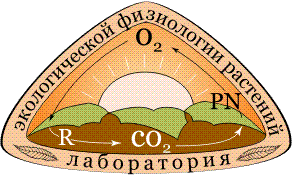 экологической физиологии растений
O₂
PN
R
CO₂
лаборатория